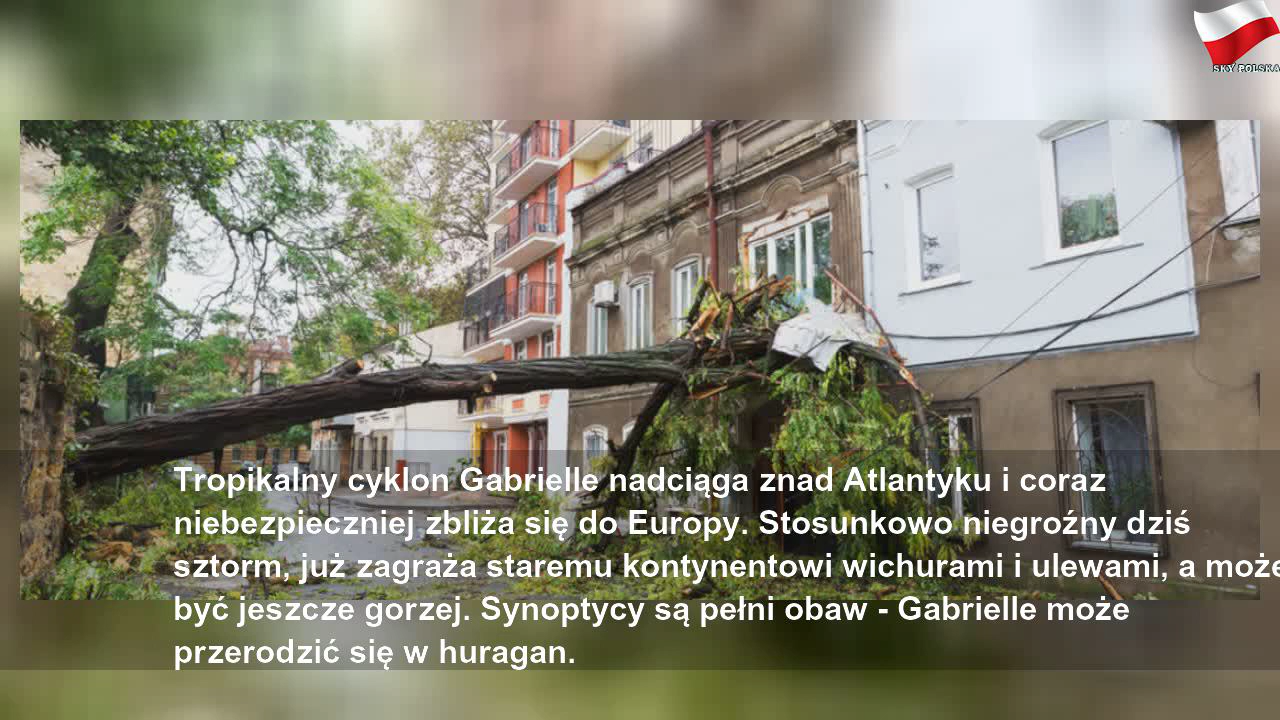 SKY POLSKA
Tropikalny cyklon Gabrielle nadciąga znad Atlantyku i coraz
niebezpieczniej zbliża się do Europy. Stosunkowo niegroźny dziś
sztorm, już zagraża staremu kontynentowi wichurami i ulewami, a może
być jeszcze gorzej. Synoptycy są pełni obaw - Gabrielle może
przerodzić się w huragan.